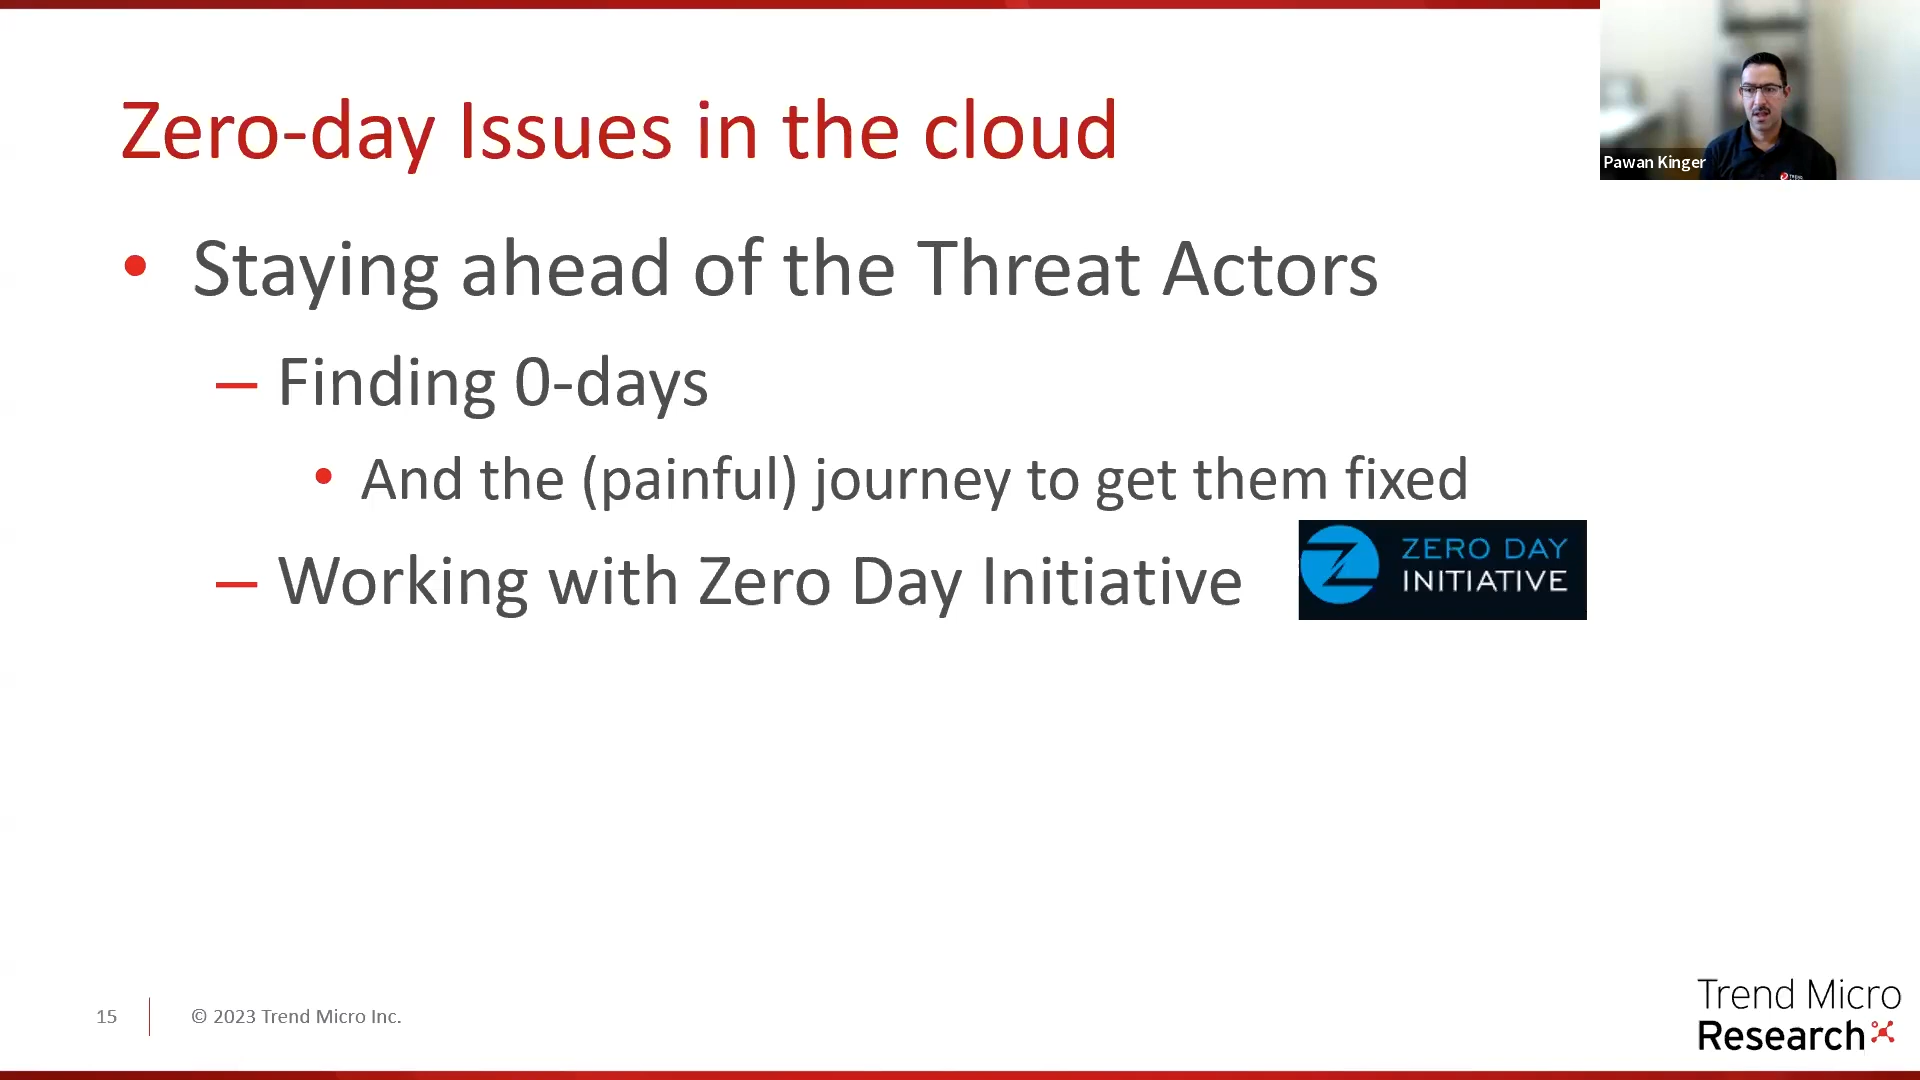 Zero-day Issues in the cloud
Pawan Kinger
• Staying ahead of the Threat Actors
– Finding 0-days
• And the (painful) journey to get them fixed
– Working with Zero Day Initiative
ZERO DAY
INITIATIVE
15
© 2023 Trend Micro Inc.
Trend Micro
Research